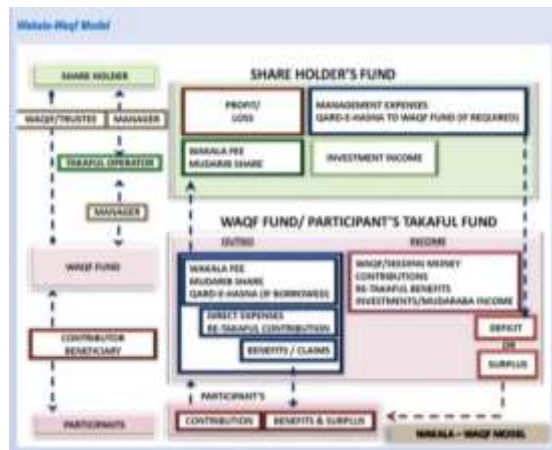 Wakala-Waqf Model
SHARE HOLDER
WAQIF/TRUSTEE
MANAGER
TAKAFUL OPERATOR
MANAGER
WAQF FUND
CONTRIBUTOR
BENEFICIARY
PARTICIPANTS
SHARE HOLDER'S FUND
PROFIT/
LOSS
MANAGEMENT EXPENSES
QARD-E-HASNA TO WAQF FUND (IF REQUIRED)
WAKALA FEE
MUDARIB SHARE
INVESTMENT INCOME
WAQF FUND/ PARTICIPANT'S TAKAFUL FUND
OUTGO
INCOME
WAKALA FEE
MUDARIB SHARE
QARD-E-HASNA (IF BORROWED)
DIRECT EXPENSES
RE-TAKAFUL CONTRIBUTION
BENEFITS / CLAIMS
WAQF/SEEDING MONEY
CONTRIBUTIONS
RE-TAKAFUL BENEFITS
INVESTMENTS/MUDARABA INCOME
DEFICIT
OR
SURPLUS
PARTICIPANT'S
CONTRIBUTION
BENEFITS & SURPLUS
WAKALA – WAQF MODEL